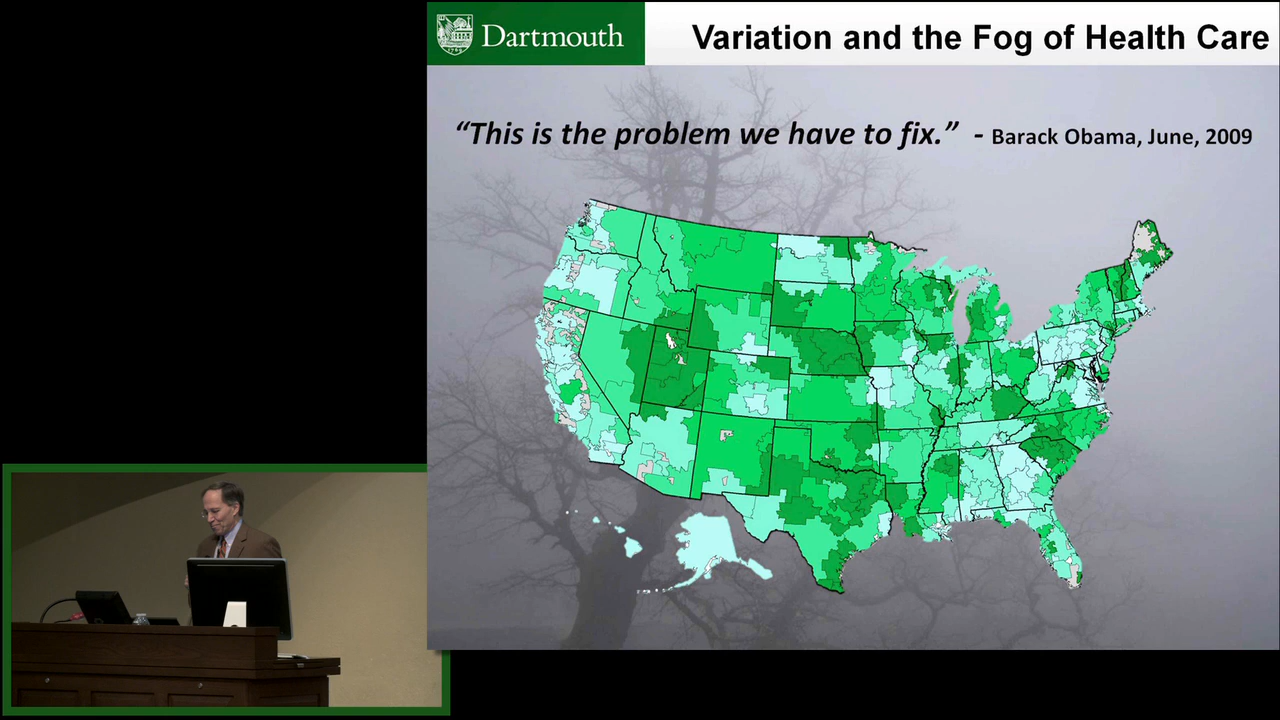 Dartmouth
Variation and the Fog of Health Care
“This is the problem we have to fix.” - Barack Obama, June, 2009